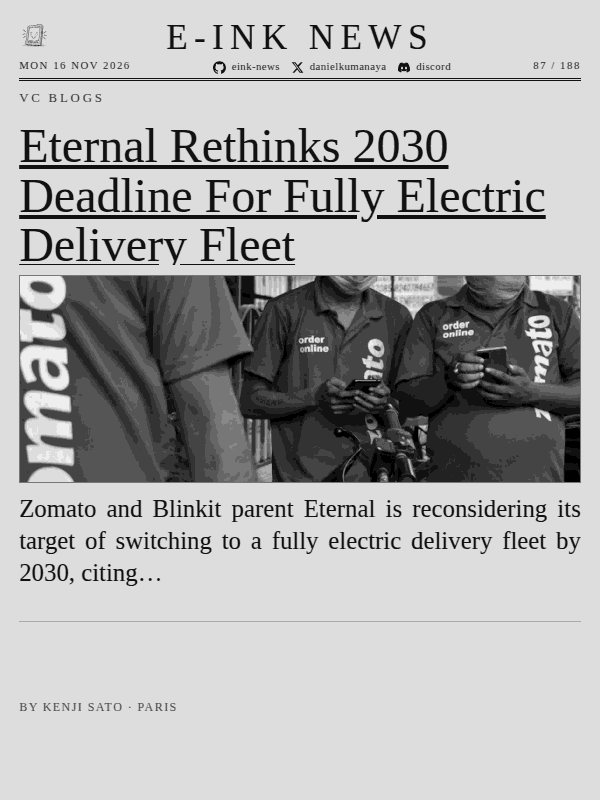 E-INK NEWS
MON 16 NOV 2026
eink-news
danielkumanaya
discord
87 / 188
VC BLOGS
Eternal Rethinks 2030
Deadline For Fully Electric
Delivery Fleet
omato
order
online
mato
order
online
zomato
Zomato and Blinkit parent Eternal is reconsidering its
target of switching to a fully electric delivery fleet by
2030, citing…
BY KENJI SATO · PARIS